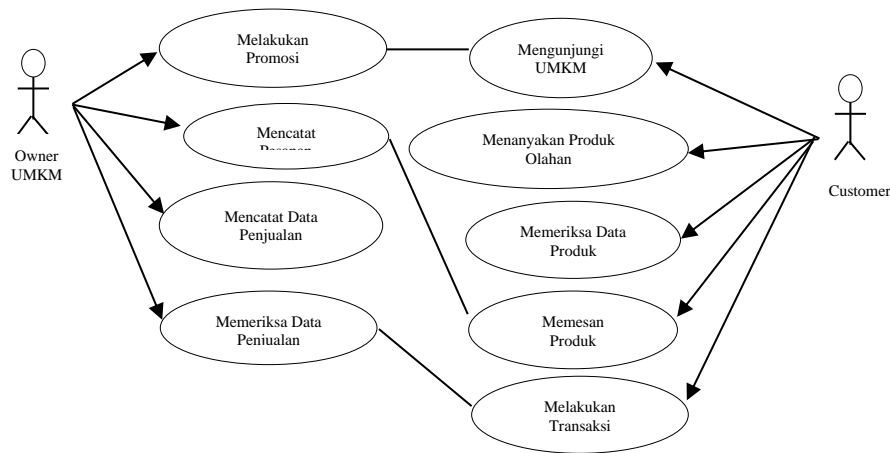 Melakukan
Promosi
Mengunjungi
UMKM
Mencatat
Menanyakan Produk
Olahan
Owner
UMKM
Customer
Mencatat Data
Penjualan
Memeriksa Data
Produk
Memeriksa Data
Penjualan
Memesan
Produk
Melakukan
Transaksi